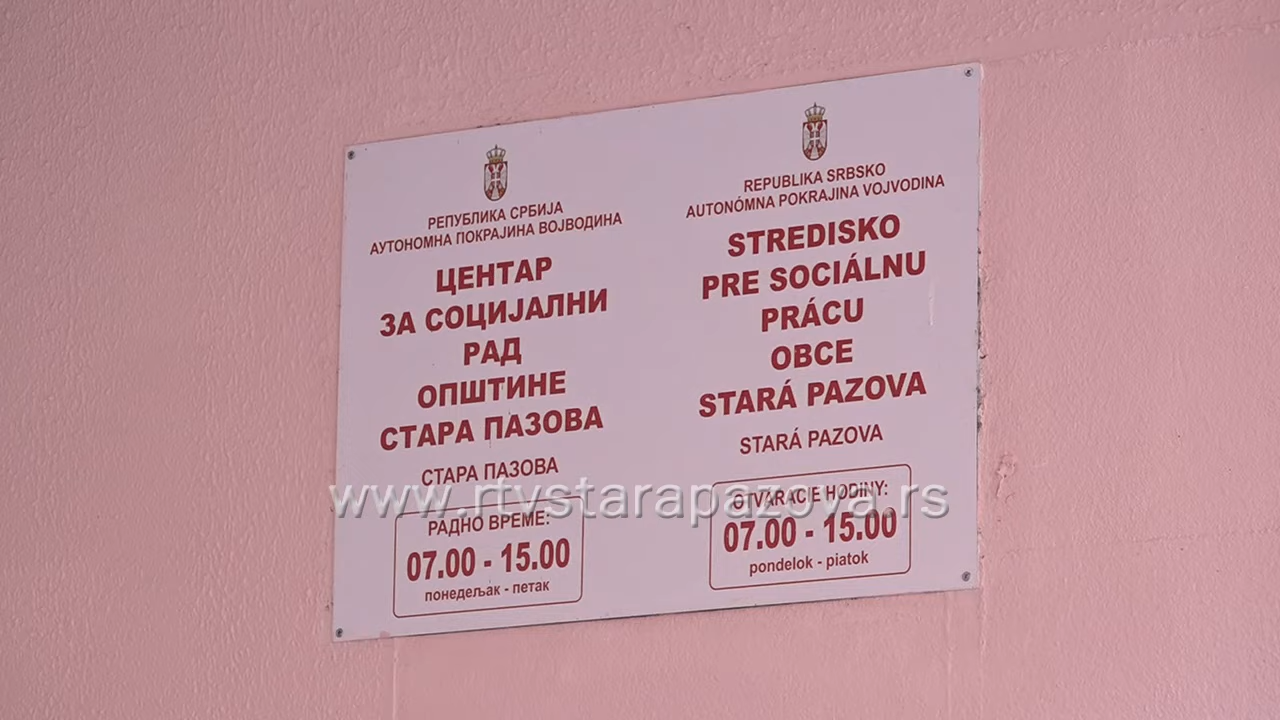 РЕПУБЛИКА СРБИЈА
АУТОНОМНА ПОКРАЈИНА ВОЈВОДИНА
ЦЕНТАР
ЗА СОЦИЈАЛНИ
РАД
ОПШТИНЕ
СТАРА ПАЗОВА
СТАРА ПАЗОВА
РАДНО ВРЕМЕ:
07.00 - 15.00
понедељак - петак
REPUBLIKA SRBSKO
AUTONÓMNA POKRAJINA VOJVODINA
STREDISKO
PRE SOCIÁLNU
PRÁCU
OBCE
STARÁ PAZOVA
STARÁ PAZOVA
OTVÁRACIE HODINY:
07.00 - 15.00
pondelok - piatok
www.rtvstarapazova.rs